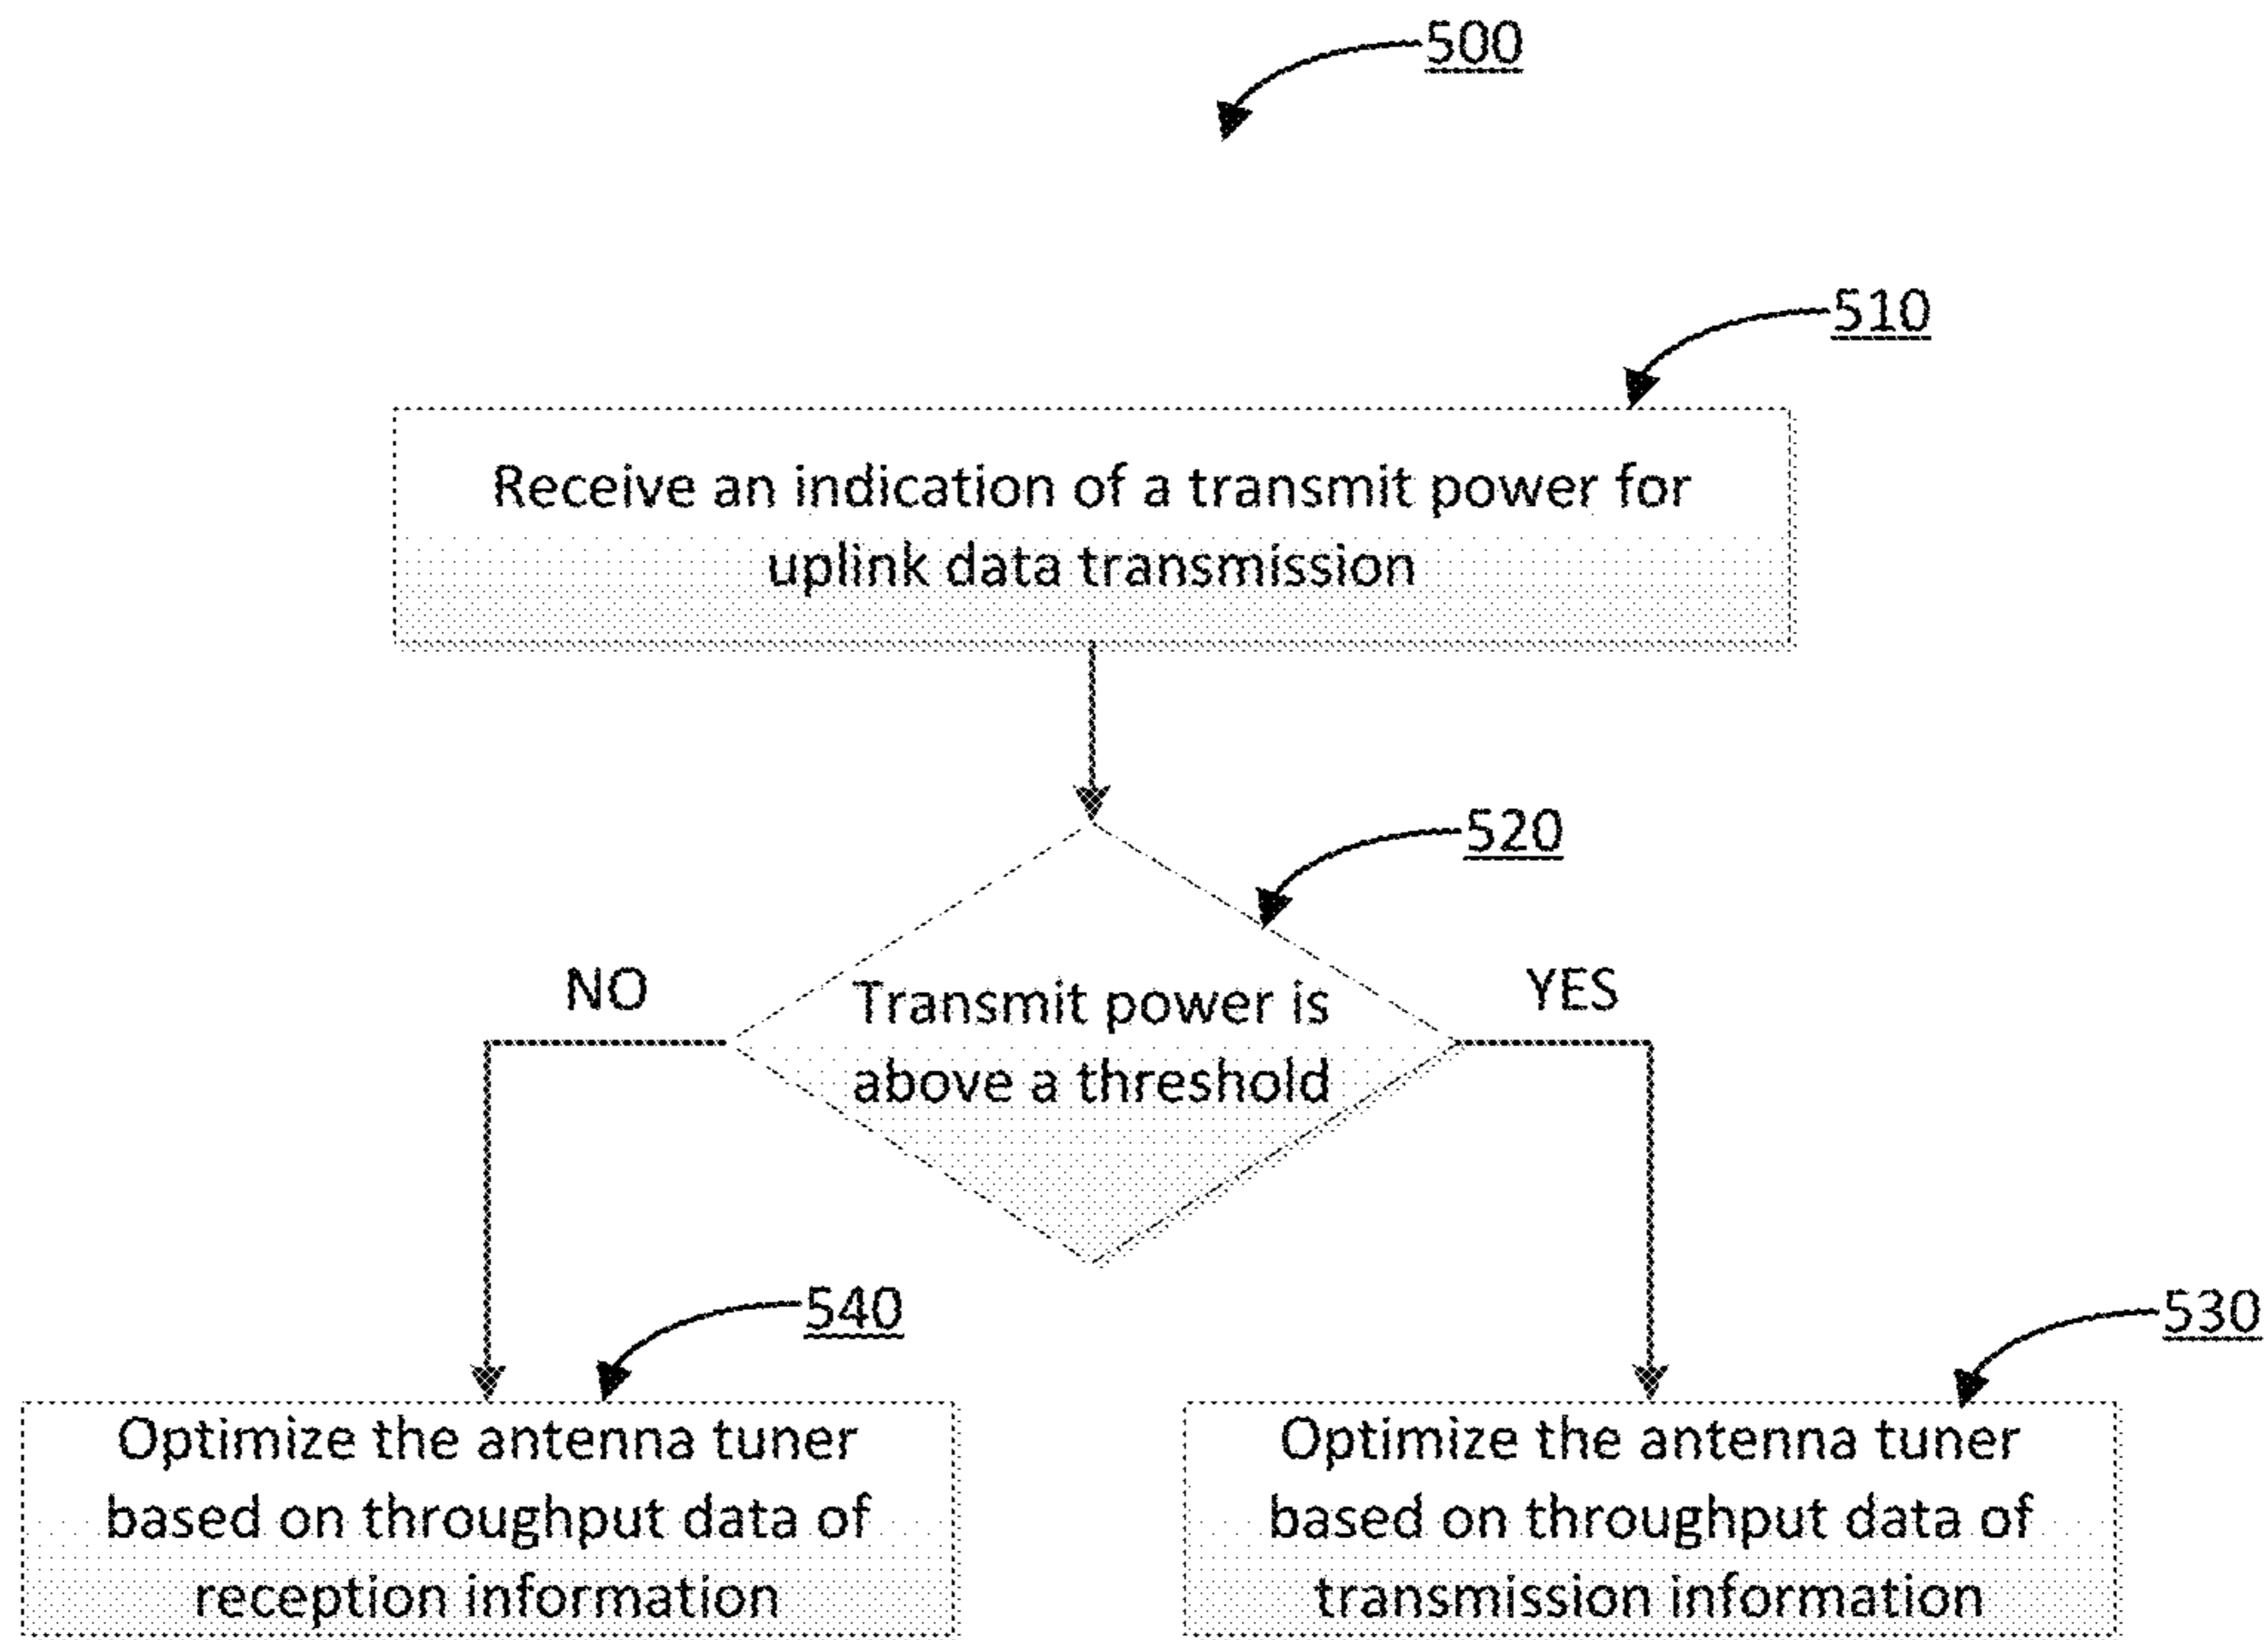 500
510
Receive an indication of a transmit power for
uplink data transmission
520
NO
YES
Transmit power is
above a threshold
540
530
Optimize the antenna tuner
based on throughput data of
reception information
Optimize the antenna tuner
based on throughput data of
transmission information